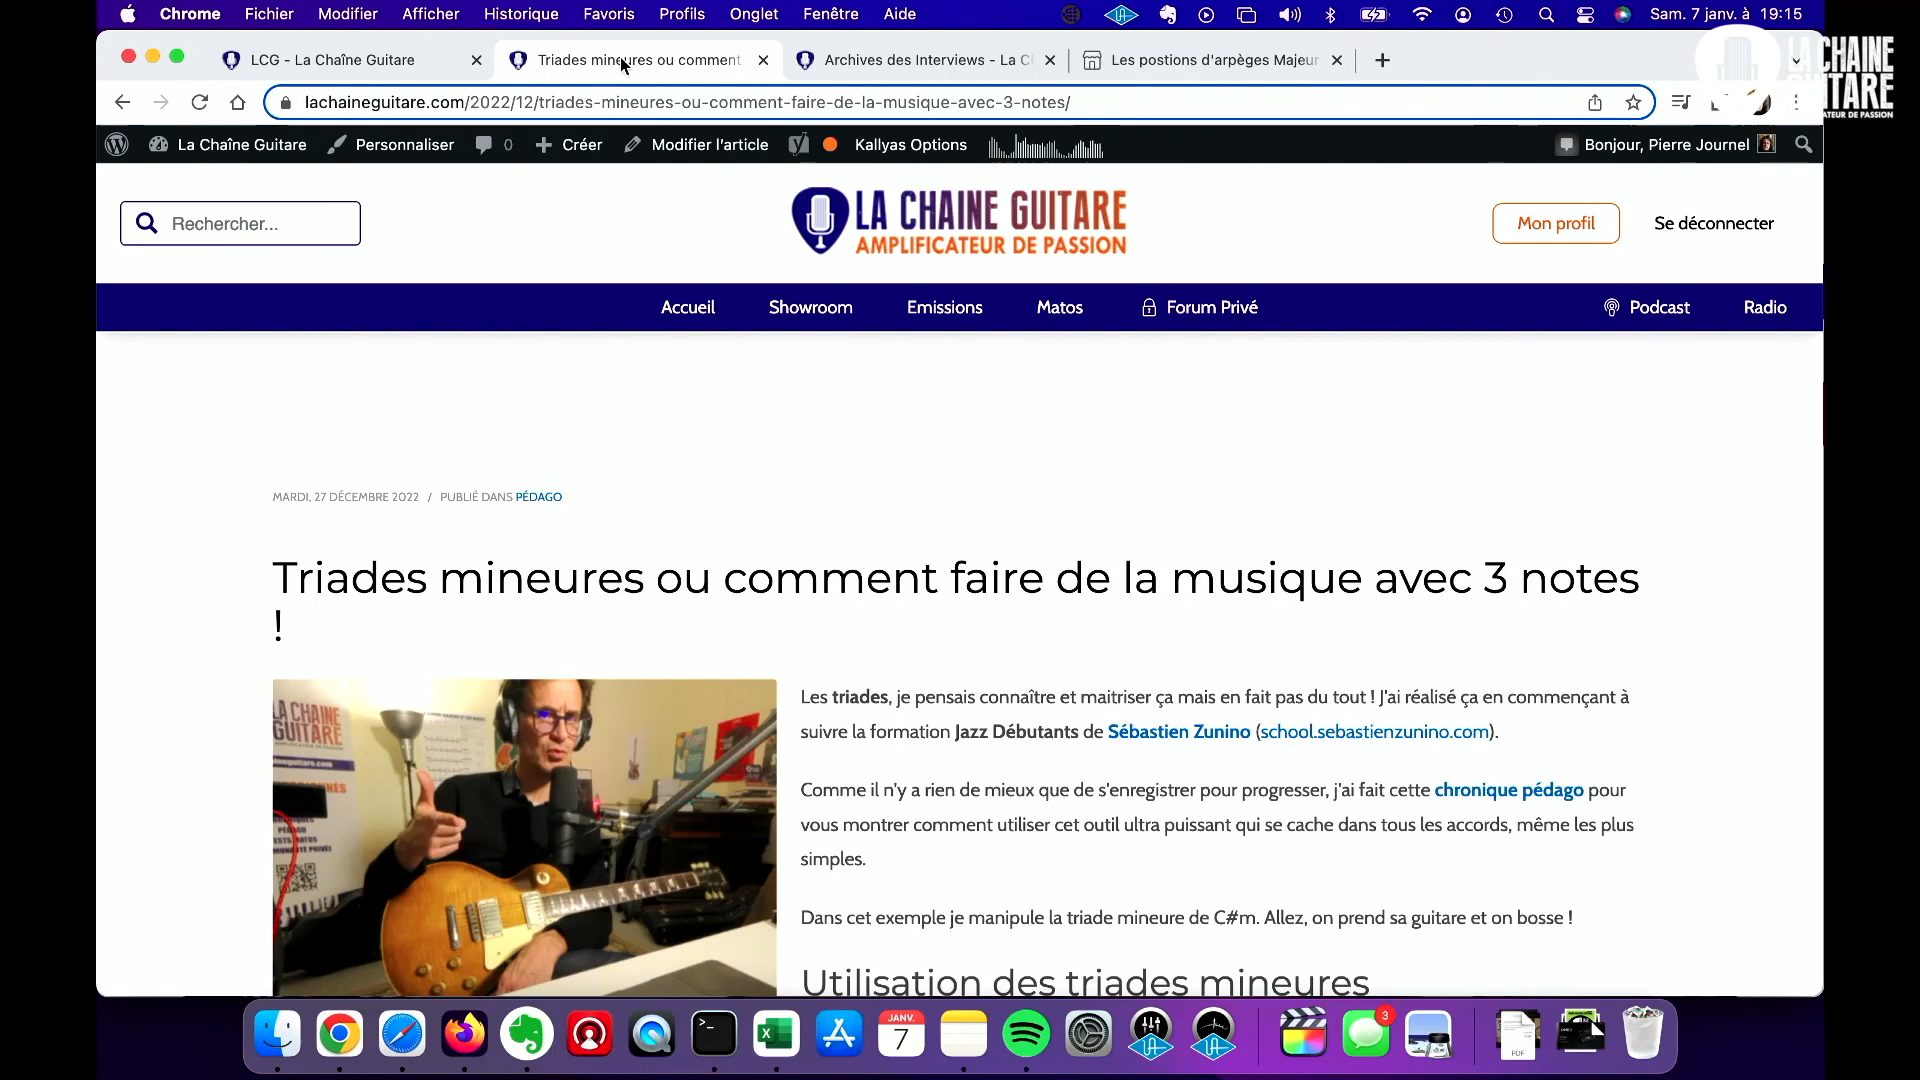 Chrome Fichier Modifier Afficher Historique Favoris Profils Onglet Fenêtre Aide Sam. 7 janv. à 19:15
LCG - La Chaîne Guitare
Triades mineures ou comment
Archives des Interviews - La C
Les postions d'arpèges Majeur
LA CHAINE
GUITARE
lachaineguitare.com/2022/12/triades-mineures-ou-comment-faire-de-la-musique-avec-3-notes/
La Chaîne Guitare Personnaliser 0 Créer Modifier l'article Kallyas Options Bonjour, Pierre Journel
Rechercher...
LA CHAINE GUITARE
AMPLIFICATEUR DE PASSION
Mon profil Se déconnecter
Accueil Showroom Emissions Matos Forum Privé Podcast Radio
MARDI, 27 DÉCEMBRE 2022 / PUBLIÉ DANS PÉDAGO
Triades mineures ou comment faire de la musique avec 3 notes
!
LA CHAINE
GUITARE
Les triades, je pensais connaître et maitriser ça mais en fait pas du tout ! J'ai réalisé ça en commençant à
suivre la formation Jazz Débutants de Sébastien Zunino (school.sebastienzunino.com).
Comme il n'y a rien de mieux que de s'enregistrer pour progresser, j'ai fait cette chronique pédago pour
vous montrer comment utiliser cet outil ultra puissant qui se cache dans tous les accords, même les plus
simples.
Dans cet exemple je manipule la triade mineure de C#m. Allez, on prend sa guitare et on bosse !
Utilisation des triades mineures
JANV.
7
3
PDF